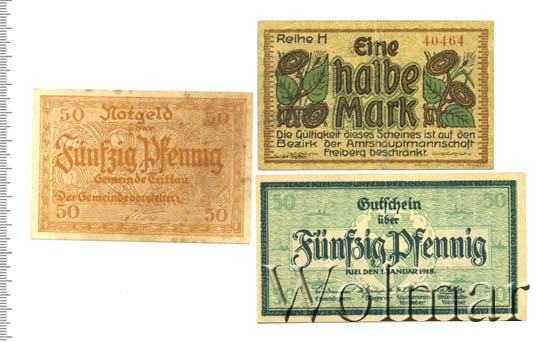 50 Notgeld 50
über
Fünfzig Pfennig
Gemeinde Trittau
Der Gemeindevorsteher:
50 50
Reihe H 40464
Eine
halbe
Mark
Die Gültigkeit dieses Scheines ist auf den
Bezirk der Amtshauptmannschaft
Freiberg beschränkt.
50 Gutschein 50
über
Fünfzig Pfennig
KIEL DEN 1. JANUAR 1918.
Wolmar